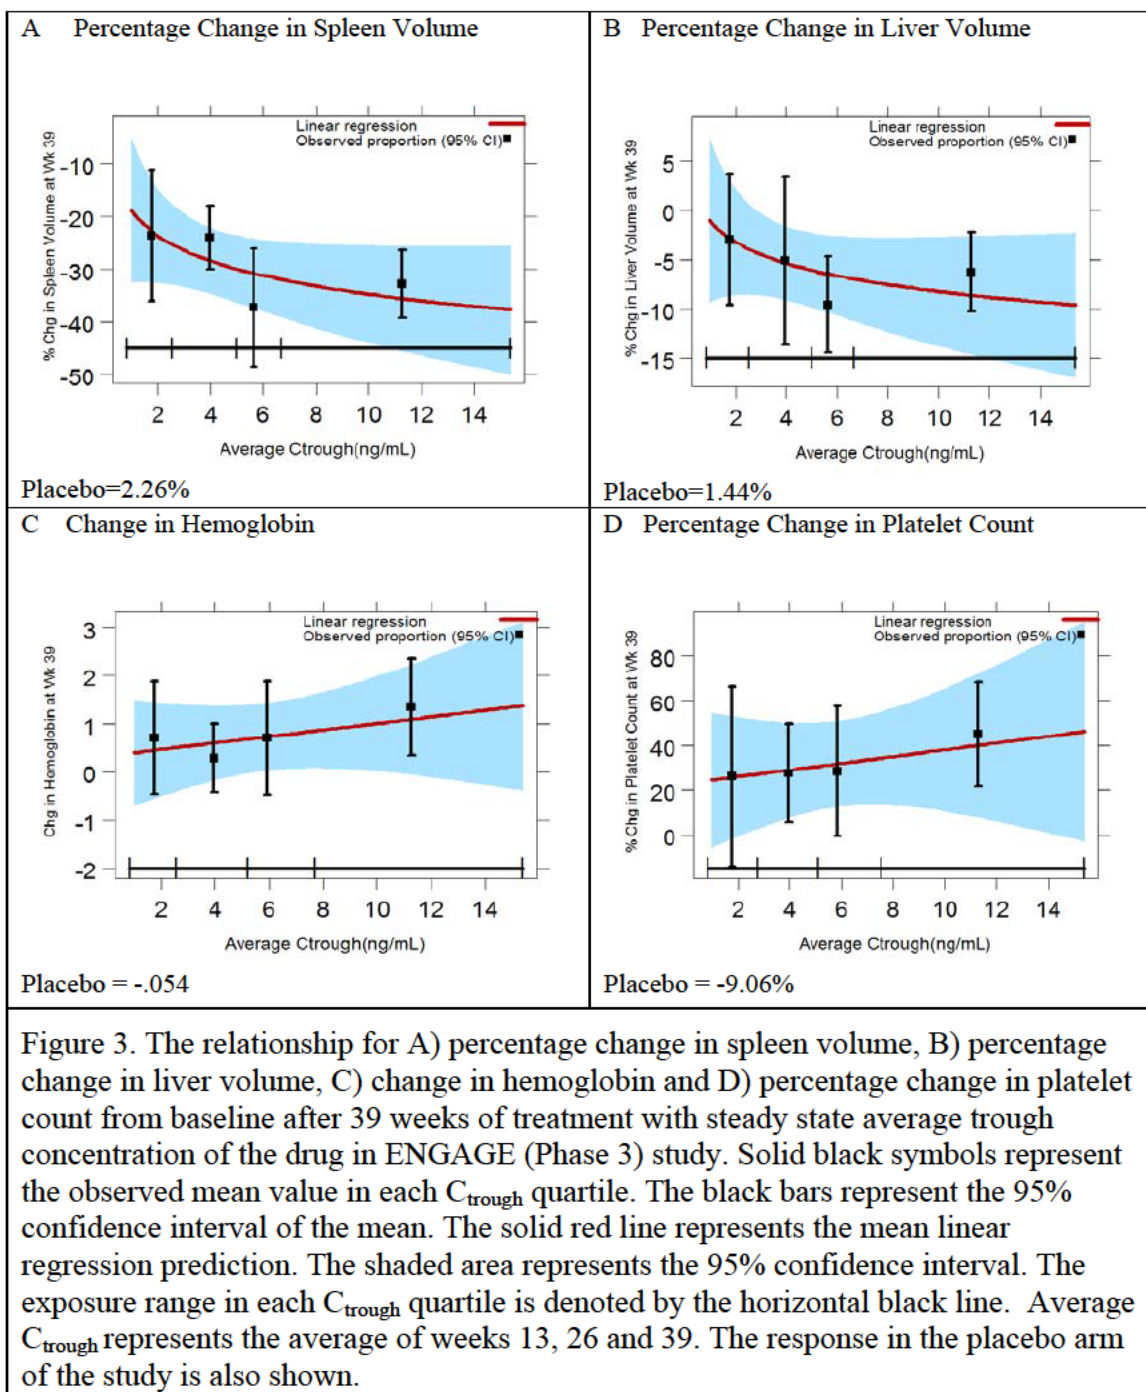 A Percentage Change in Spleen Volume
Linear regression
Observed proportion (95% CI)
% Chg in Spleen Volume at Wk 39
-10
-20
-30
-40
-50
2 4 6 8 10 12 14
Average Ctrough(ng/mL)
Placebo=2.26%
B Percentage Change in Liver Volume
Linear regression
Observed proportion (95% CI)
% Chg in Liver Volume at Wk 39
5
0
-5
-10
-15
2 4 6 8 10 12 14
Average Ctrough(ng/mL)
Placebo=1.44%
C Change in Hemoglobin
Linear regression
Observed proportion (95% CI)
Chg in Hemoglobin at Wk 39
3
2
1
0
-1
-2
2 4 6 8 10 12 14
Average Ctrough(ng/mL)
Placebo = -.054
D Percentage Change in Platelet Count
Linear regression
Observed proportion (95% CI)
% Chg in Platelet Count at Wk 39
80
60
40
20
0
2 4 6 8 10 12 14
Average Ctrough(ng/mL)
Placebo = -9.06%
Figure 3. The relationship for A) percentage change in spleen volume, B) percentage
change in liver volume, C) change in hemoglobin and D) percentage change in platelet
count from baseline after 39 weeks of treatment with steady state average trough
concentration of the drug in ENGAGE (Phase 3) study. Solid black symbols represent
the observed mean value in each Ctrough quartile. The black bars represent the 95%
confidence interval of the mean. The solid red line represents the mean linear
regression prediction. The shaded area represents the 95% confidence interval. The
exposure range in each Ctrough quartile is denoted by the horizontal black line. Average
Ctrough represents the average of weeks 13, 26 and 39. The response in the placebo arm
of the study is also shown.